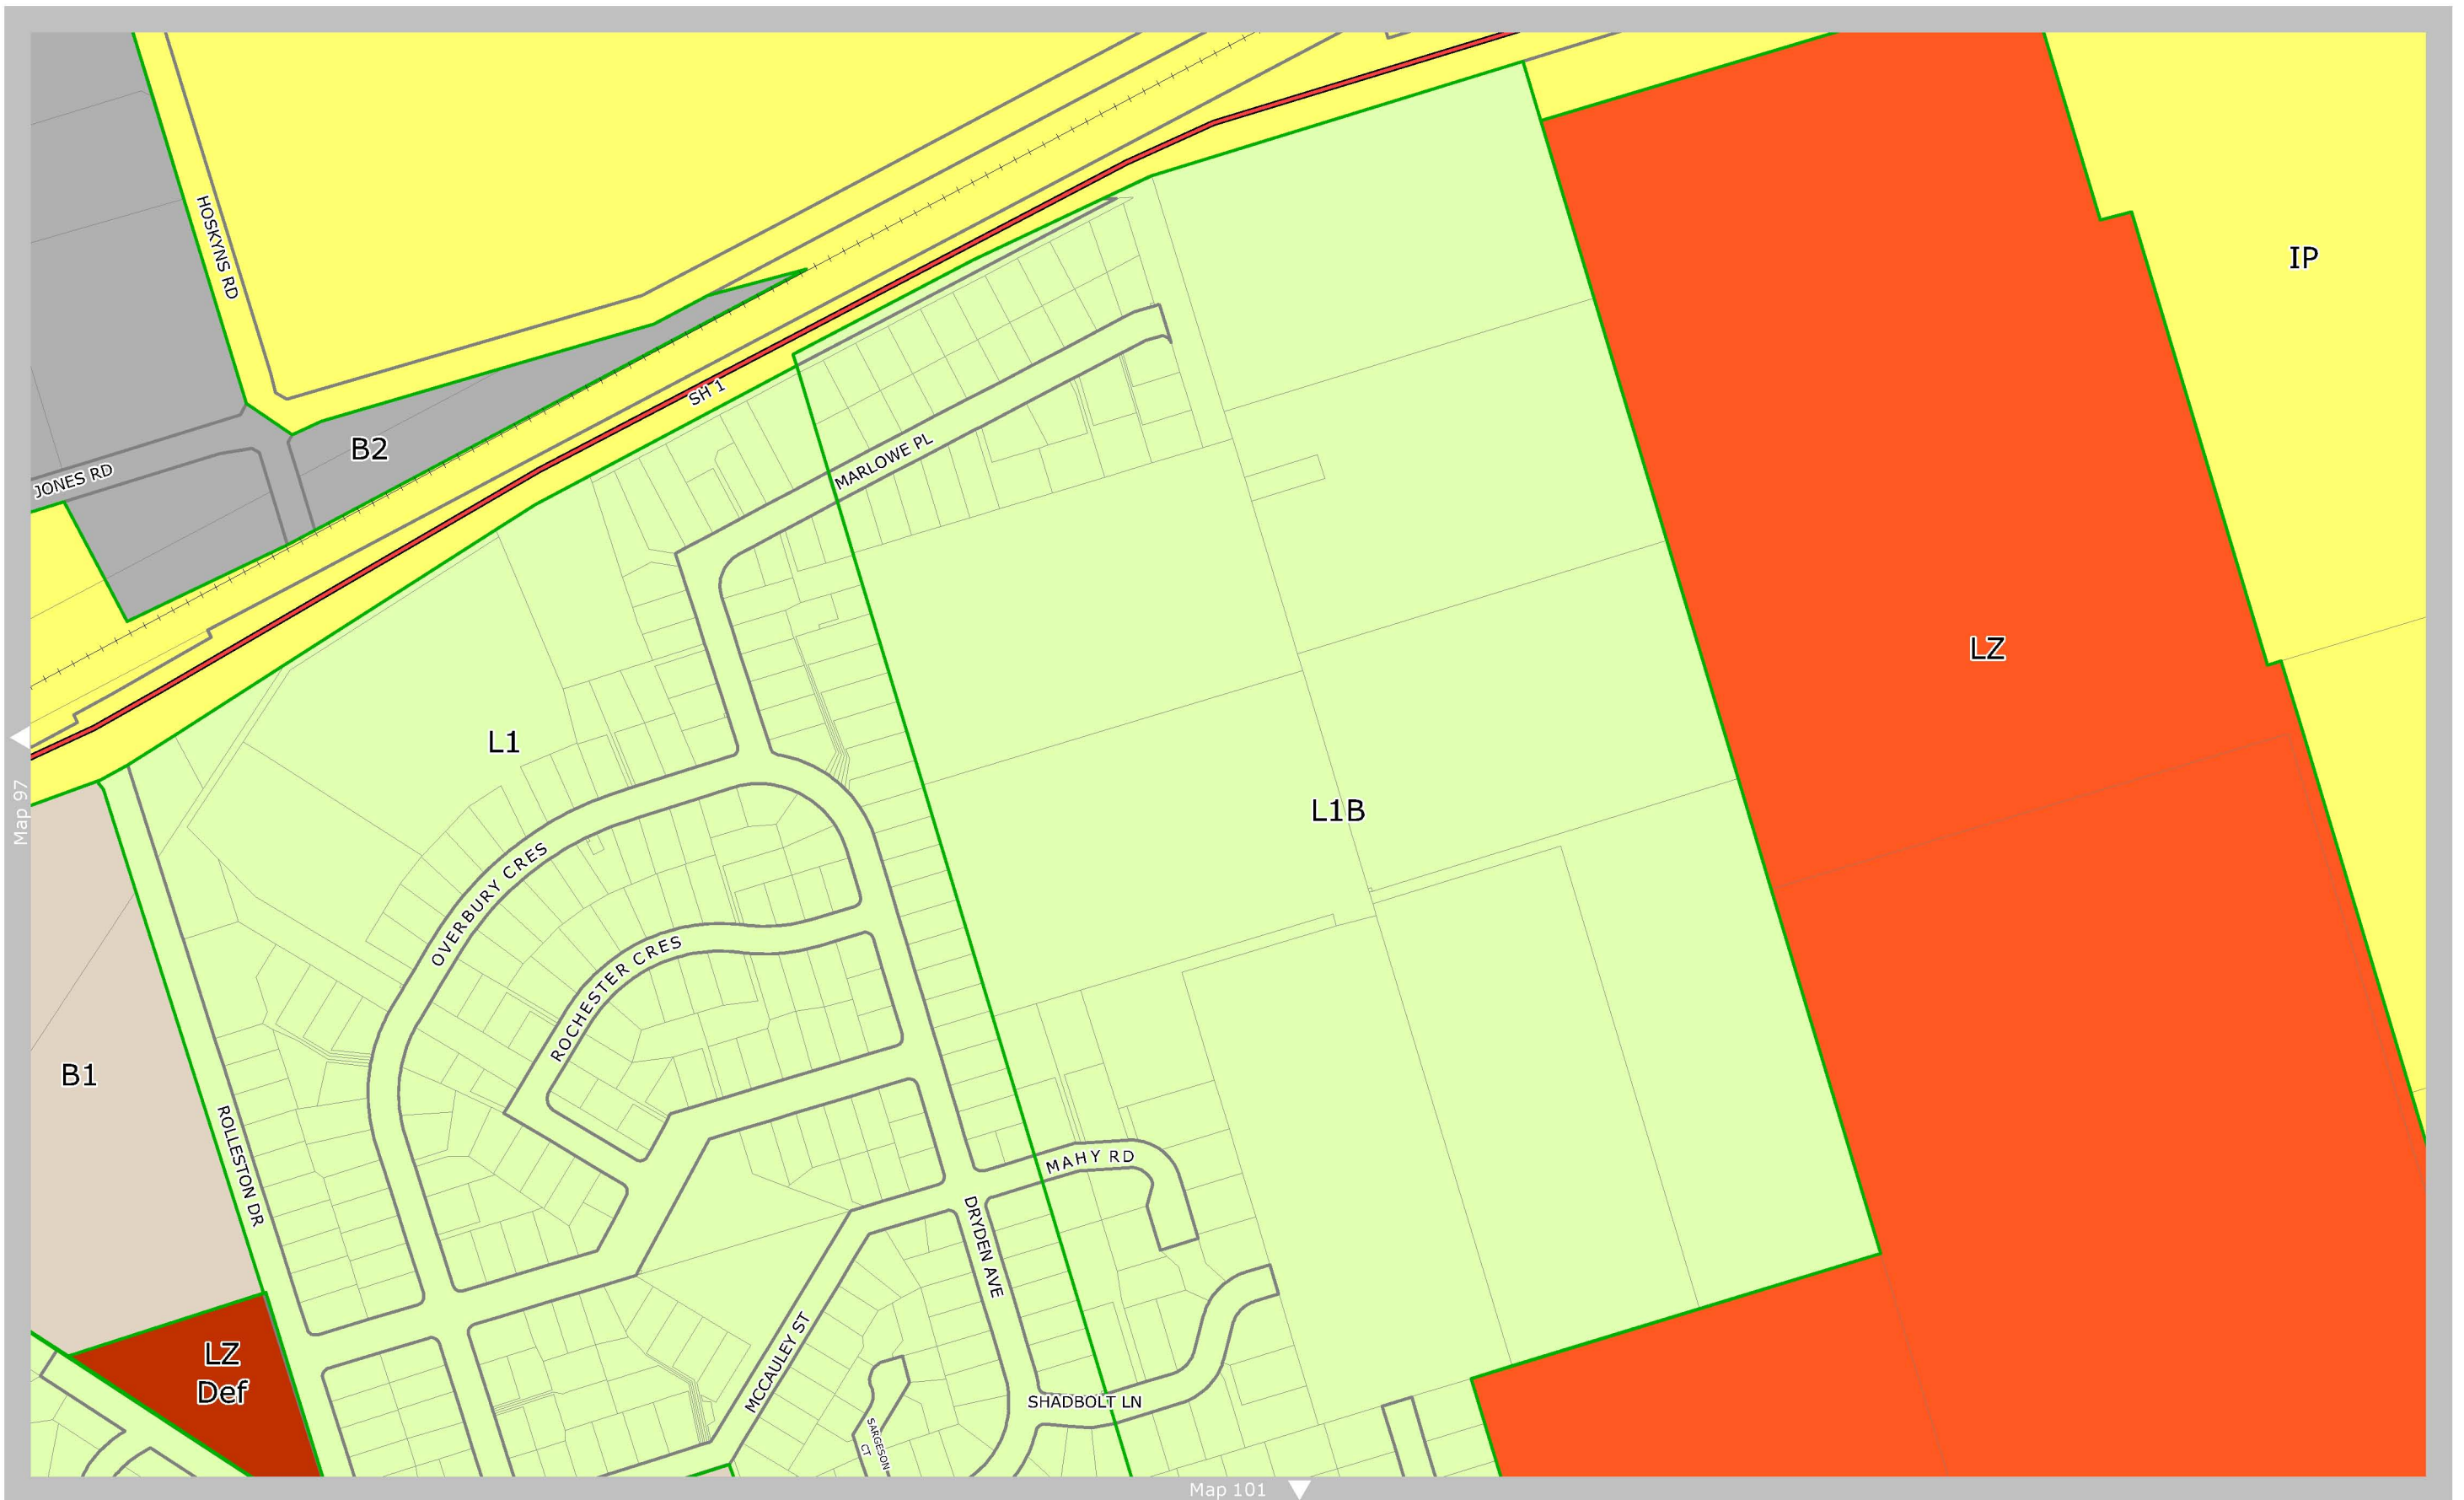 HOSKYNS RD
IP
SH 1
B2
MARLOWE PL
JONES RD
LZ
L1
Map 97
L1B
OVERBURY CRES
ROCHESTER CRES
B1
ROLLESTON DR
MAHY RD
DRYDEN AVE
LZ
Def
MCCAULEY ST
SHADBOLT LN
SARGESON
CT
Map 101